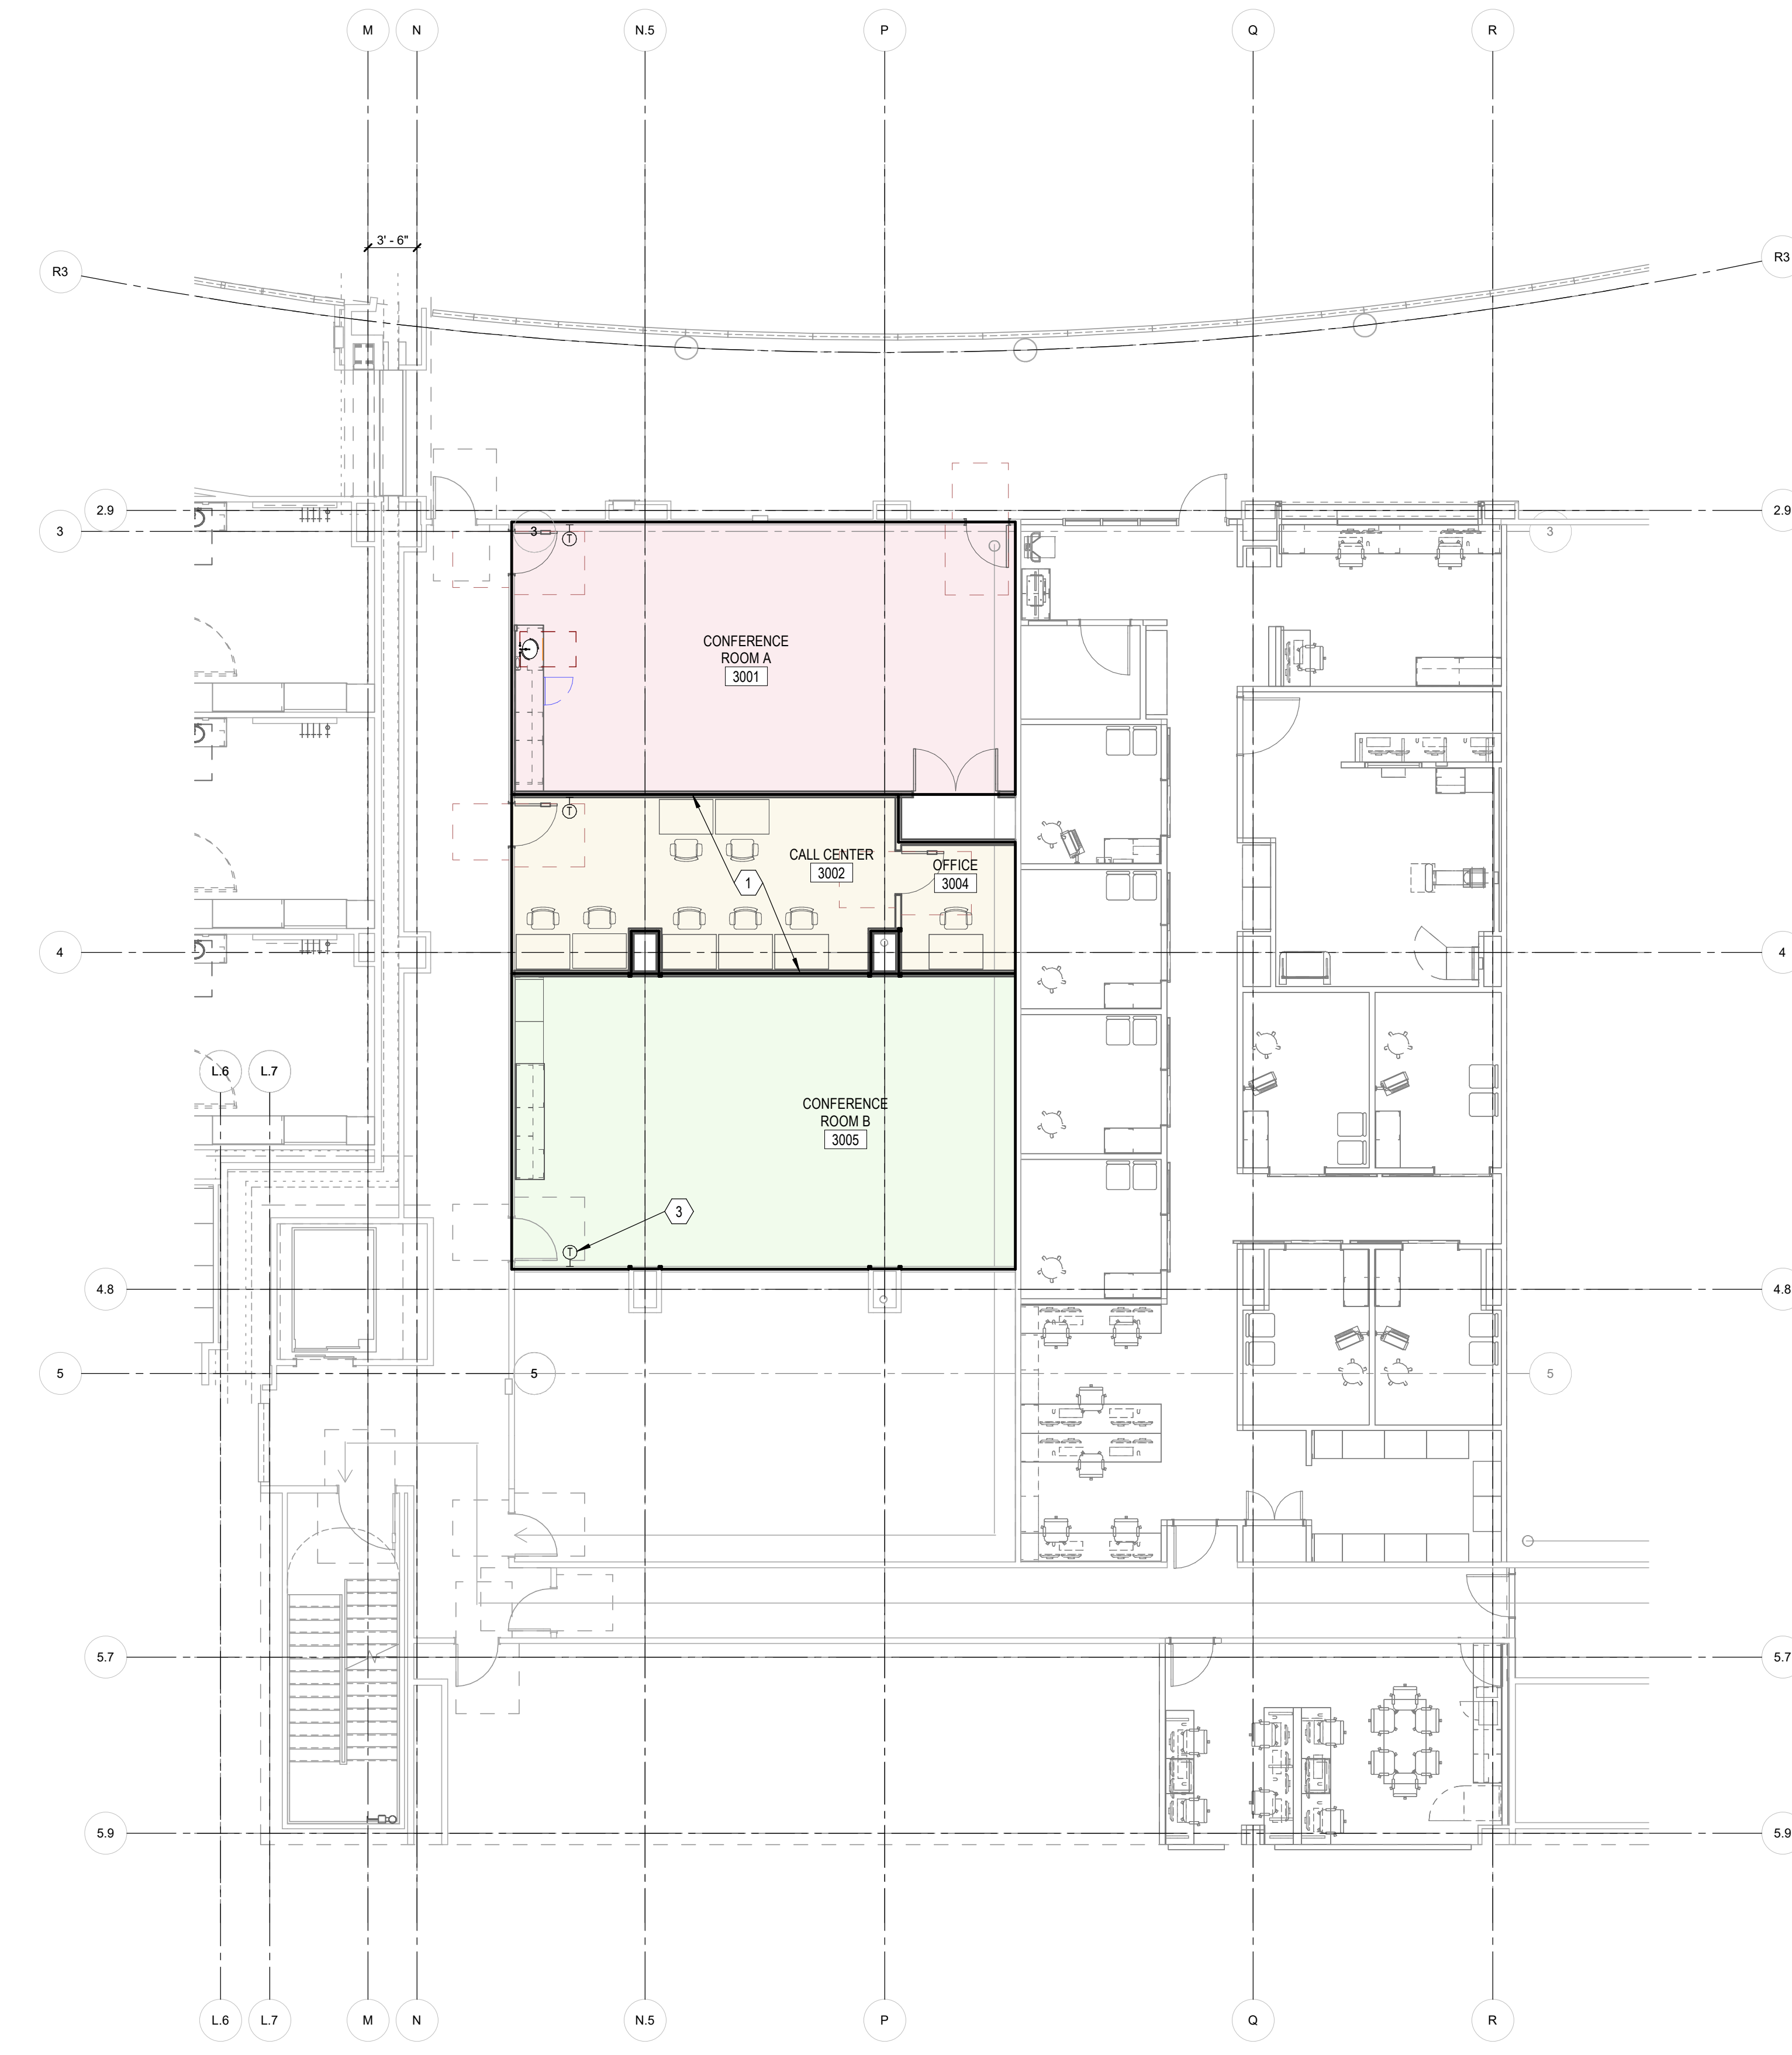 M
N
N.5
P
Q
R
3' - 6"
R3
R3
2.9
2.9
3
3
3
T
CONFERENCE
ROOM A
3001
T
CALL CENTER
3002
OFFICE
3004
1
4
4
L.6
L.7
CONFERENCE
ROOM B
3005
3
T
4.8
4.8
5
5
5
5.7
5.7
5.9
5.9
L.6
L.7
M
N
N.5
P
Q
R